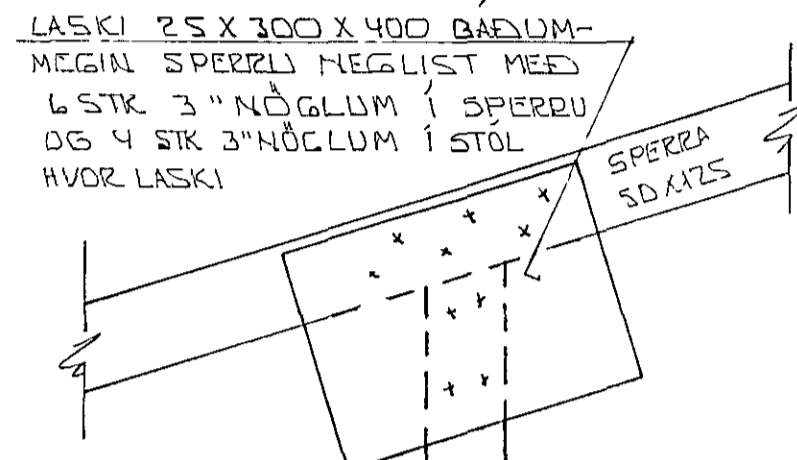 LASKI 25 X 300 X 400 BAÐUM-
MEGIN SPERRU NEGLIST MEÐ
6 STK 3" NÖGLUM Í SPERRU
OG 4 STK 3" NÖGLUM Í STÓL
HVOR LASKI
SPERRA
50 X 125